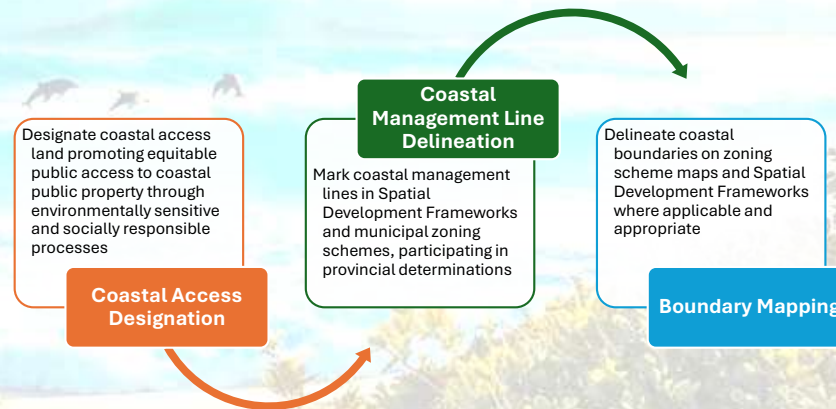 Designate coastal access
land promoting equitable
public access to coastal
public property through
environmentally sensitive
and socially responsible
processes
Coastal Access
Designation
Coastal
Management Line
Delineation
Mark coastal management
lines in Spatial
Development Frameworks
and municipal zoning
schemes, participating in
provincial determinations
Delineate coastal
boundaries on zoning
scheme maps and Spatial
Development Frameworks
where applicable and
appropriate
Boundary Mapping